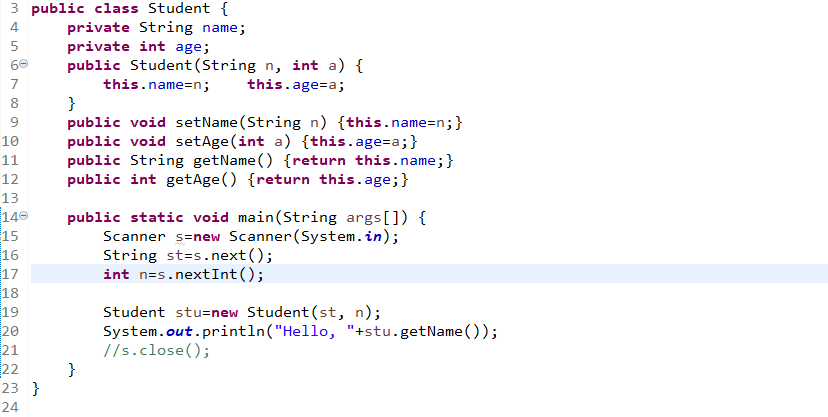 3 public class Student {
4     private String name;
5     private int age;
6     public Student(String n, int a) {
7         this.name=n;    this.age=a;
8     }
9     public void setName(String n) {this.name=n;}
10     public void setAge(int a) {this.age=a;}
11     public String getName() {return this.name;}
12     public int getAge() {return this.age;}
13
14     public static void main(String args[]) {
15         Scanner s=new Scanner(System.in);
16         String st=s.next();
17         int n=s.nextInt();
18
19         Student stu=new Student(st, n);
20         System.out.println("Hello, "+stu.getName());
21         //s.close();
22     }
23 }
24